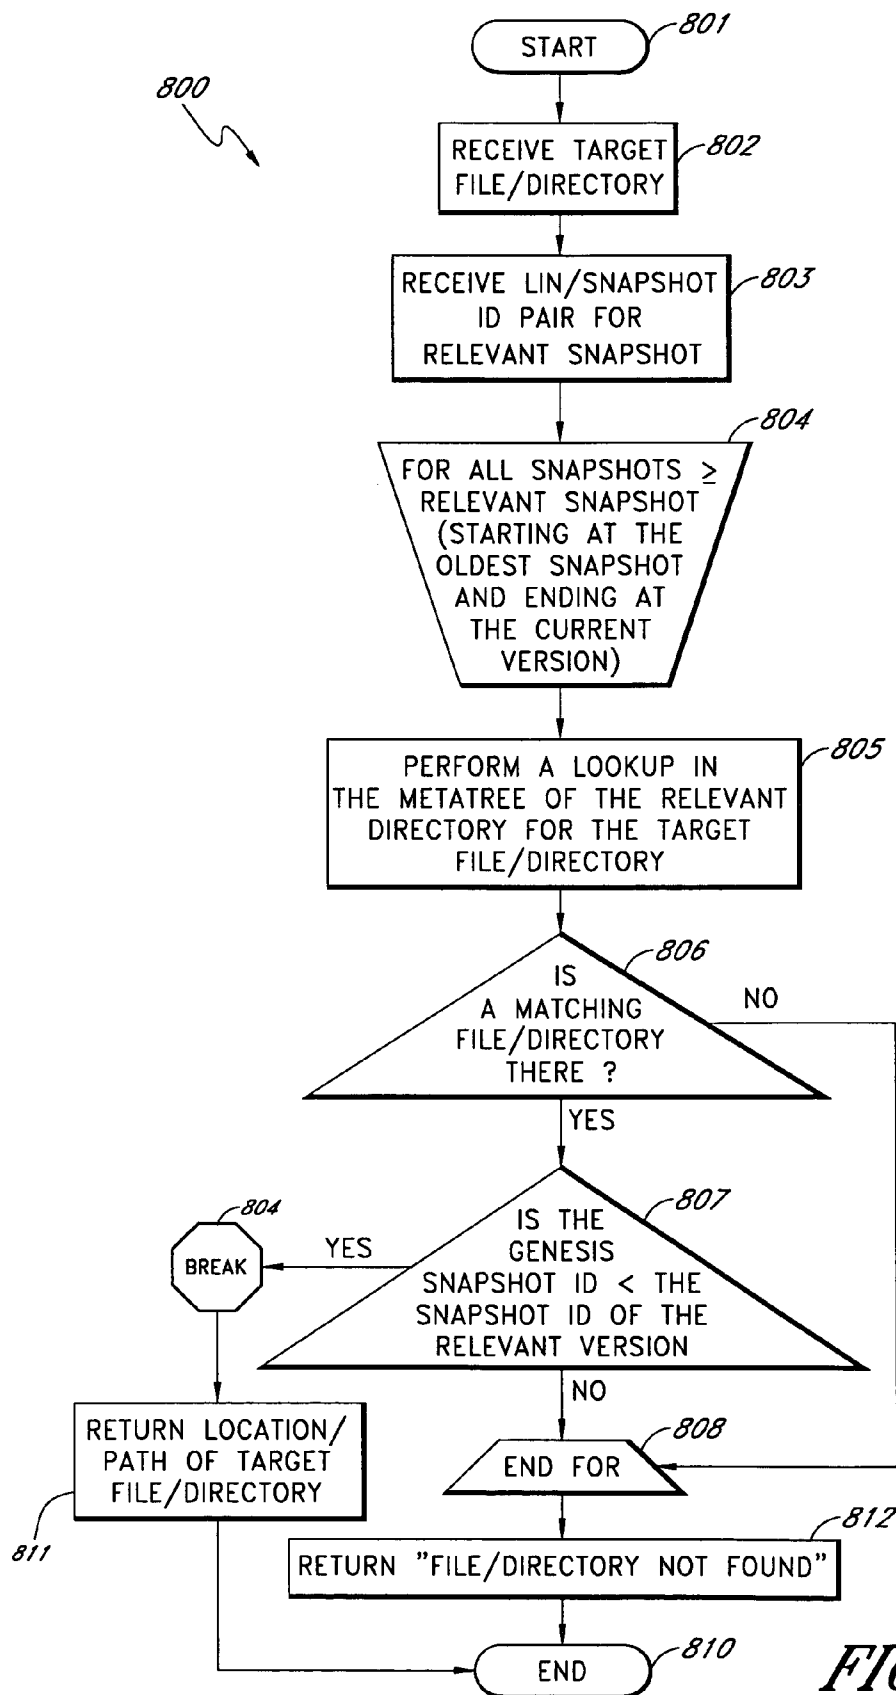 START
801
800
RECEIVE TARGET
FILE/DIRECTORY
802
RECEIVE LIN/SNAPSHOT
ID PAIR FOR
RELEVANT SNAPSHOT
803
804
FOR ALL SNAPSHOTS ≥
RELEVANT SNAPSHOT
(STARTING AT THE
OLDEST SNAPSHOT
AND ENDING AT
THE CURRENT
VERSION)
805
PERFORM A LOOKUP IN
THE METATREE OF THE RELEVANT
DIRECTORY FOR THE TARGET
FILE/DIRECTORY
806
IS
A MATCHING
FILE/DIRECTORY
THERE ?
NO
YES
807
IS THE
GENESIS
SNAPSHOT ID < THE
SNAPSHOT ID OF THE
RELEVANT VERSION
YES
804
BREAK
NO
RETURN LOCATION/
PATH OF TARGET
FILE/DIRECTORY
811
808
END FOR
812
RETURN "FILE/DIRECTORY NOT FOUND"
END
810